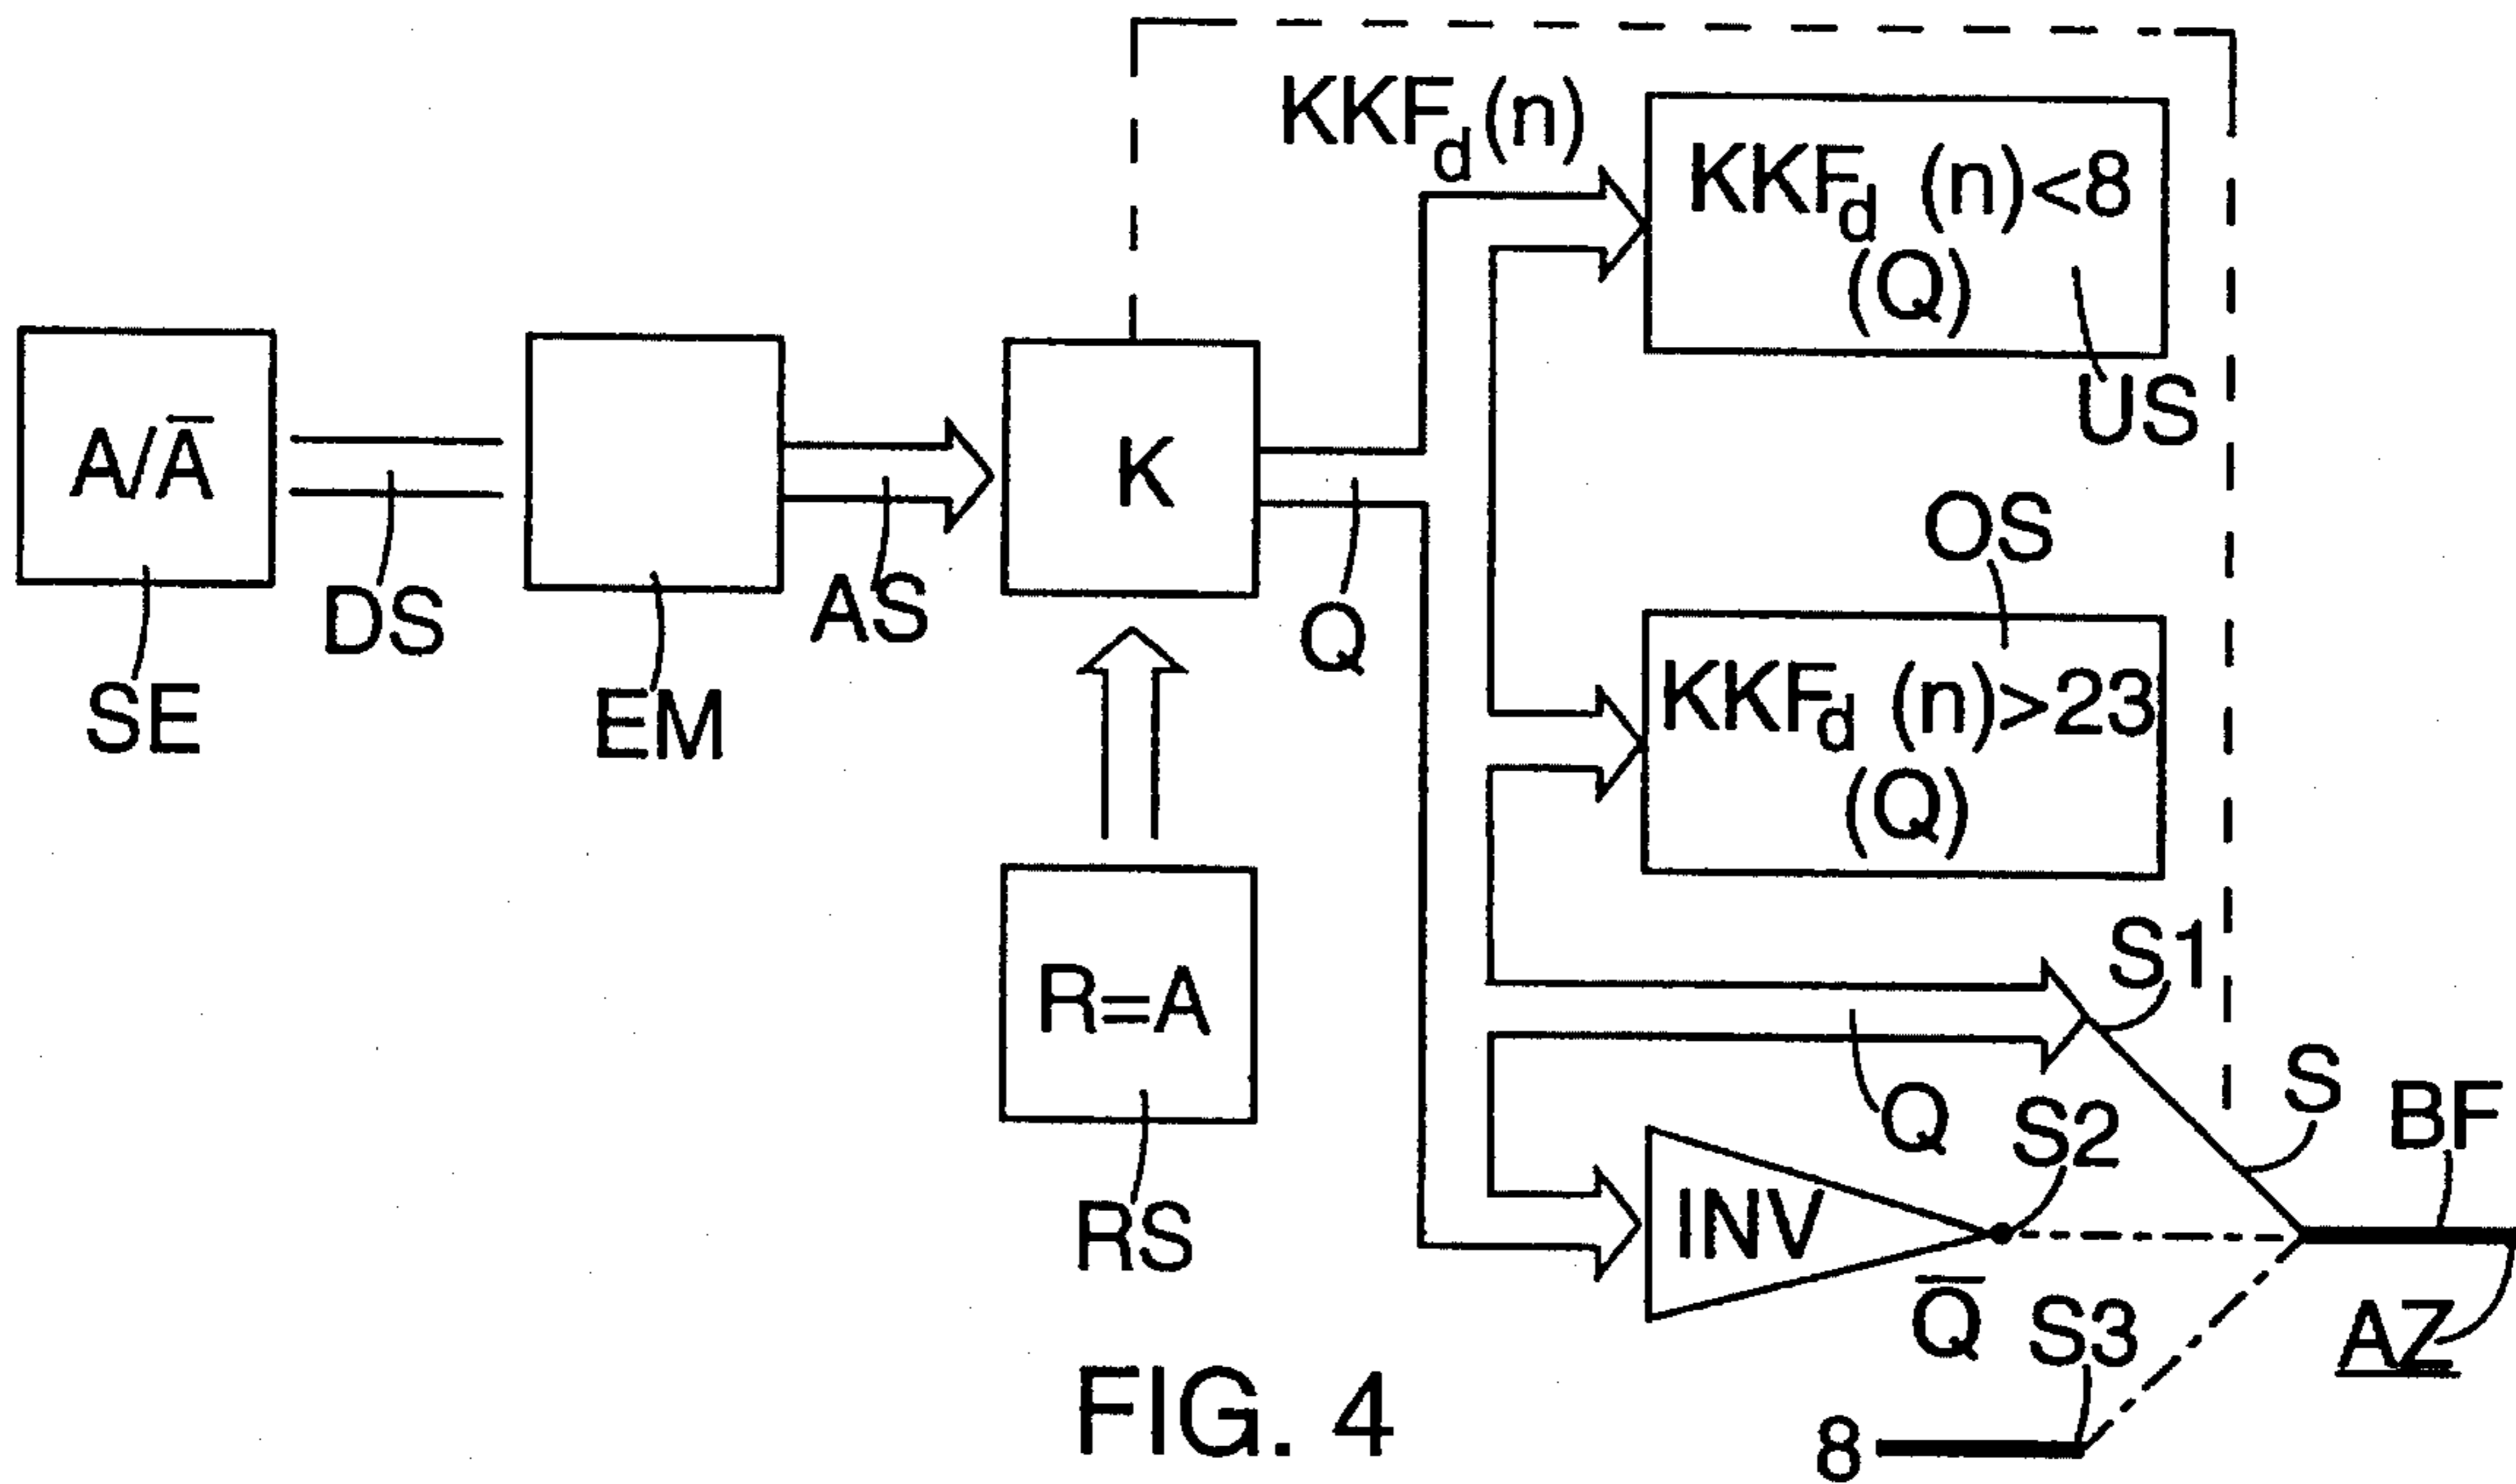 KKFd(n)
KKFd (n)<8
(Q)
US
A/Ā
DS
SE
EM
AS
K
Q
OS
KKFd (n)>23
(Q)
R=A
RS
S1
S
BF
Q
S2
INV
Q̅
S3
AZ
8
FIG. 4